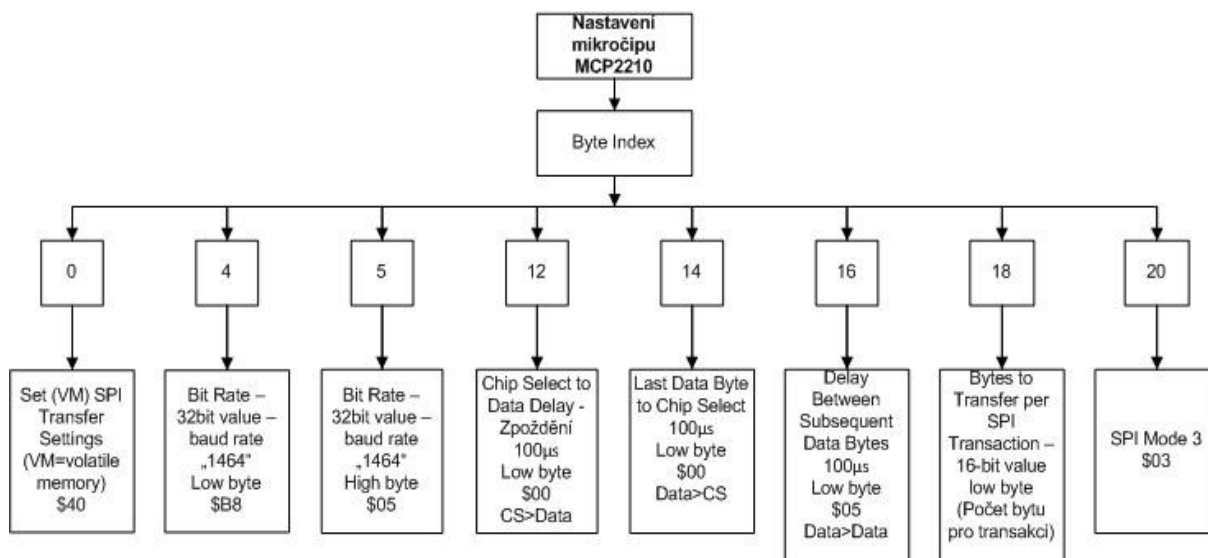 Nastavení
mikročipu
MCP2210
Byte Index
0
4
5
12
14
16
18
20
Set (VM) SPI
Transfer
Settings
(VM=volatile
memory)
$40
Bit Rate –
32bit value –
baud rate
„1464“
Low byte
$B8
Bit Rate –
32bit value –
baud rate
„1464“
High byte
$05
Chip Select to
Data Delay -
Zpoždění
100µs
Low byte
$00
CS>Data
Last Data Byte
to Chip Select
100µs
Low byte
$00
Data>CS
Delay
Between
Subsequent
Data Bytes
100µs
Low byte
$05
Data>Data
Bytes to
Transfer per
SPI
Transaction –
16-bit value
low byte
(Počet bytu
pro transakci)
SPI Mode 3
$03